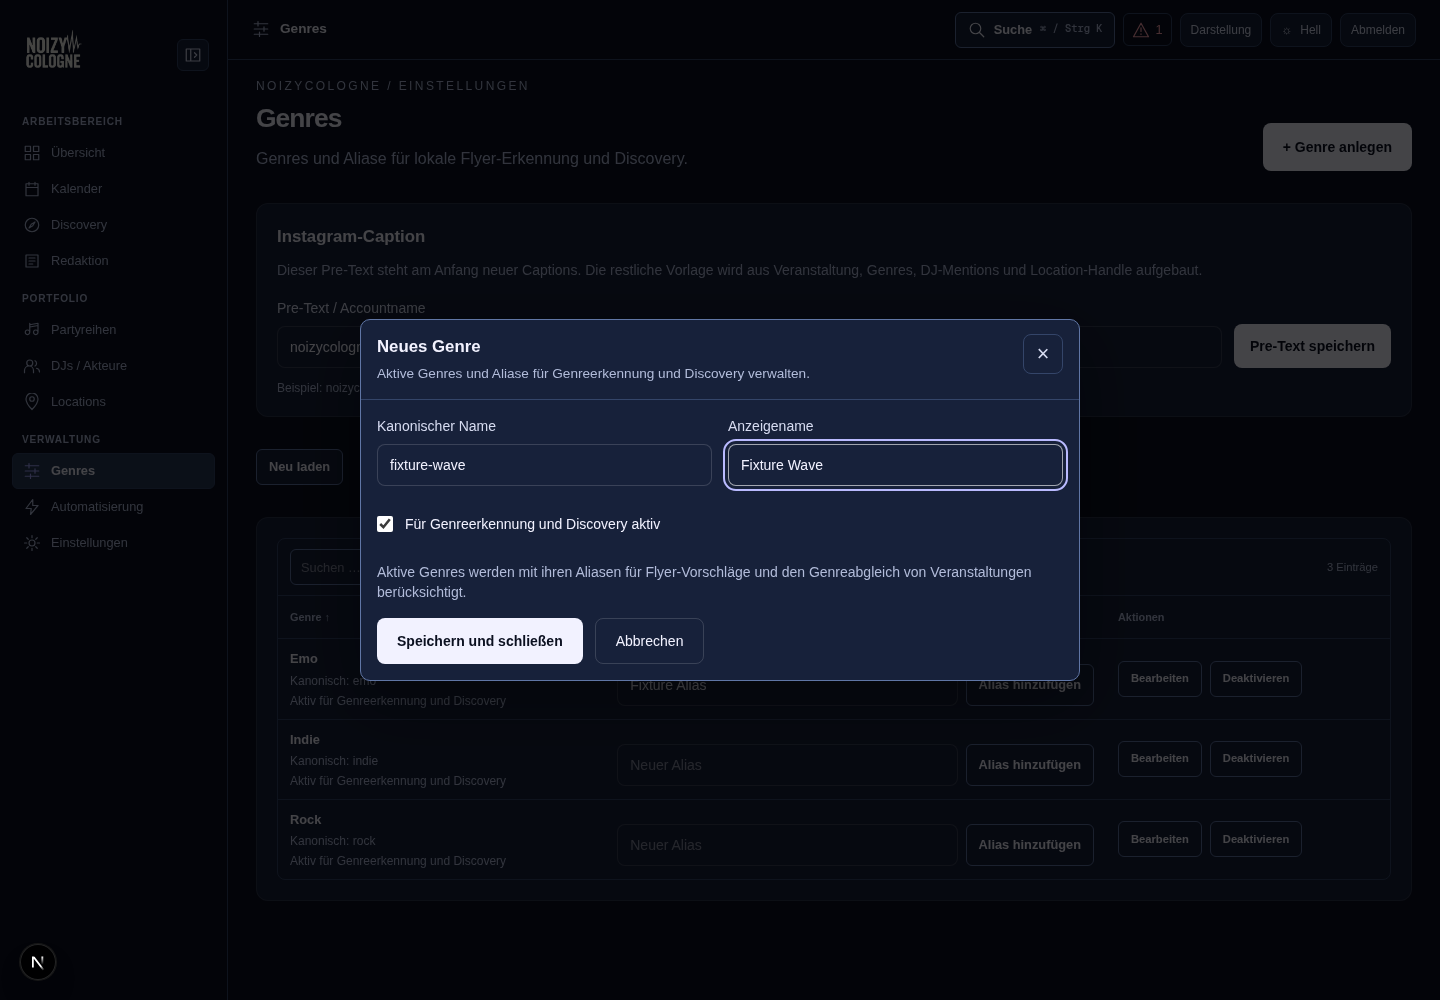 NOIZY
COLOGNE
Genres
Suche ⌘ / Strg K
1
Darstellung
Hell
Abmelden
ARBEITSBEREICH
Übersicht
Kalender
Discovery
Redaktion
PORTFOLIO
Partyreihen
DJs / Akteure
Locations
VERWALTUNG
Genres
Automatisierung
Einstellungen
NOIZYCOLOGNE / EINSTELLUNGEN
Genres
Genres und Aliase für lokale Flyer-Erkennung und Discovery.
+ Genre anlegen
Instagram-Caption
Dieser Pre-Text steht am Anfang neuer Captions. Die restliche Vorlage wird aus Veranstaltung, Genres, DJ-Mentions und Location-Handle aufgebaut.
Pre-Text / Accountname
Pre-Text speichern
Beispiel:
Neu laden
Neues Genre
×
Aktive Genres und Aliase für Genreerkennung und Discovery verwalten.
Kanonischer Name
Anzeigename
fixture-wave
Fixture Wave
Für Genreerkennung und Discovery aktiv
Aktive Genres werden mit ihren Aliasen für Flyer-Vorschläge und den Genreabgleich von Veranstaltungen
berücksichtigt.
Speichern und schließen
Abbrechen
Suchen ...
3 Einträge
Genre ↑
Aktionen
Emo
Kanonisch: emo
Aktiv für Genreerkennung und Discovery
Fixture Alias
Alias hinzufügen
Bearbeiten
Deaktivieren
Indie
Kanonisch: indie
Aktiv für Genreerkennung und Discovery
Neuer Alias
Alias hinzufügen
Bearbeiten
Deaktivieren
Rock
Kanonisch: rock
Aktiv für Genreerkennung und Discovery
Neuer Alias
Alias hinzufügen
Bearbeiten
Deaktivieren
N